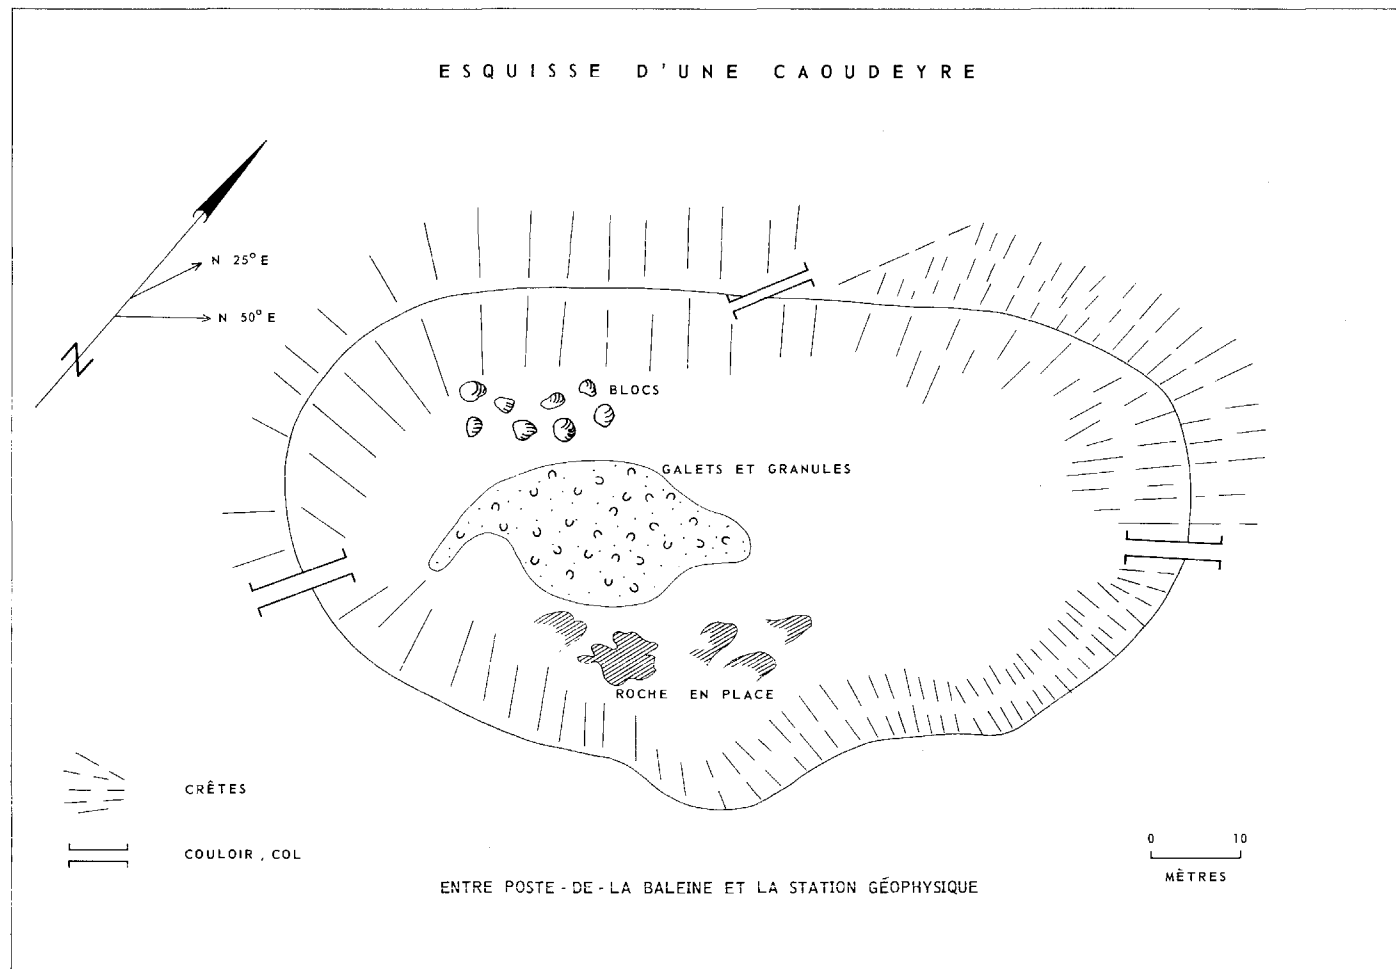 ESQUISSE D'UNE CAOUDEYRE
N 25° E
N 50° E
N
BLOCS
GALETS ET GRANULES
ROCHE EN PLACE
CRÊTES
COULOIR, COL
0 10
MÈTRES
ENTRE POSTE-DE-LA BALEINE ET LA STATION GÉOPHYSIQUE